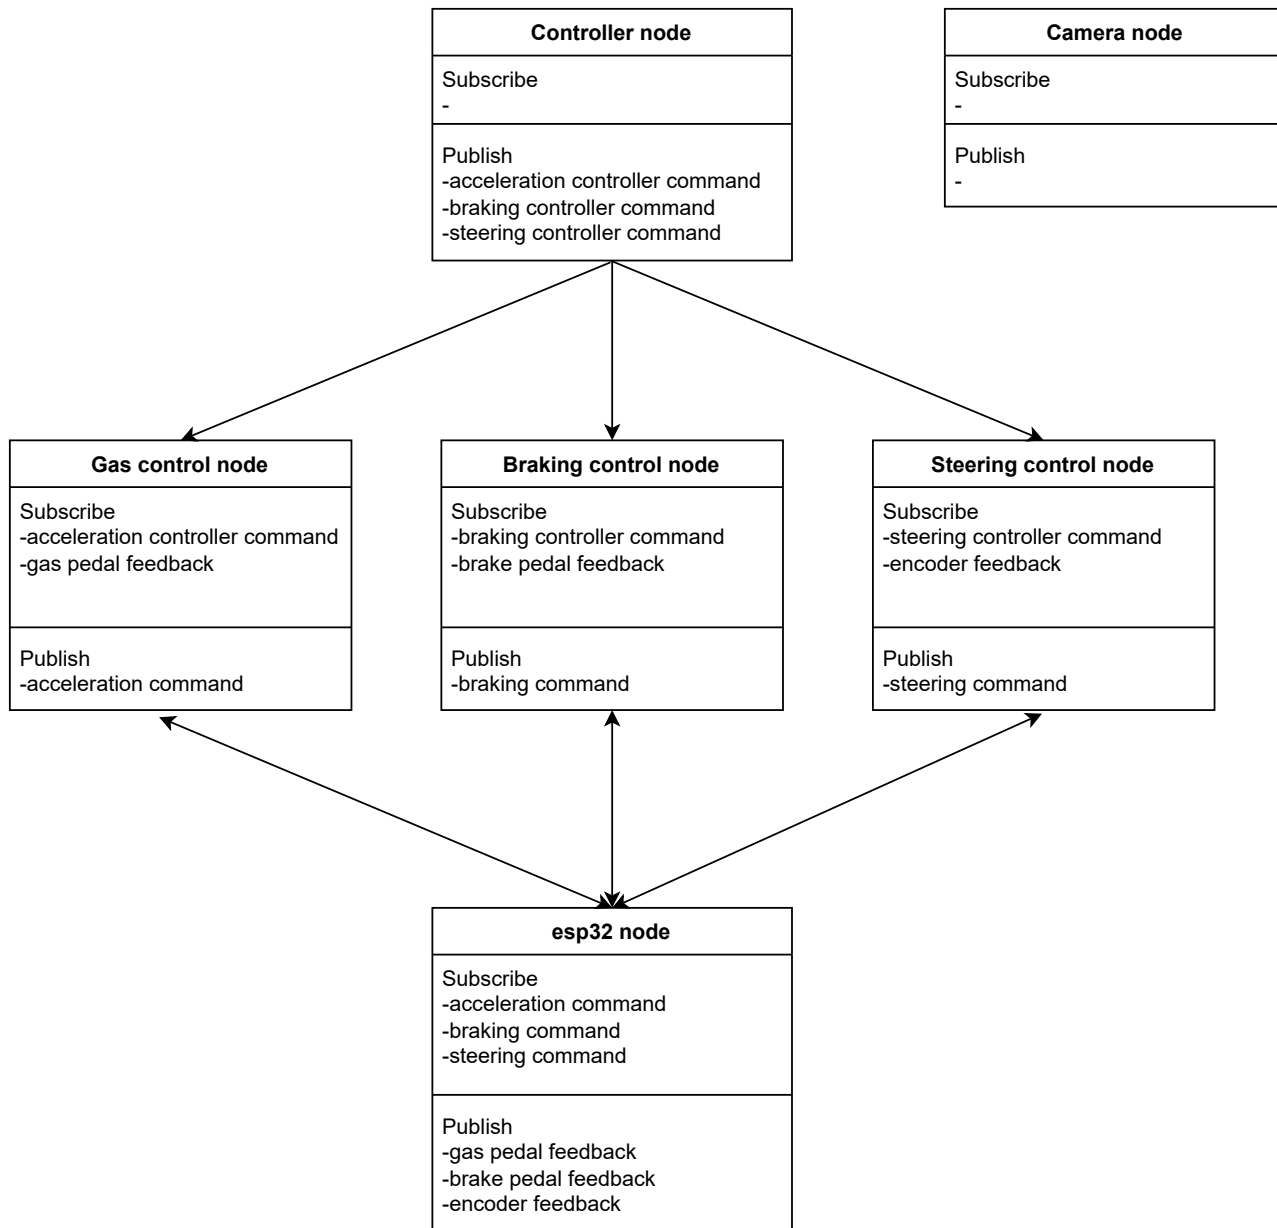 Controller node
Subscribe
-
Publish
-acceleration controller command
-braking controller command
-steering controller command
Camera node
Subscribe
-
Publish
-
Gas control node
Subscribe
-acceleration controller command
-gas pedal feedback
Publish
-acceleration command
Braking control node
Subscribe
-braking controller command
-brake pedal feedback
Publish
-braking command
Steering control node
Subscribe
-steering controller command
-encoder feedback
Publish
-steering command
esp32 node
Subscribe
-acceleration command
-braking command
-steering command
Publish
-gas pedal feedback
-brake pedal feedback
-encoder feedback